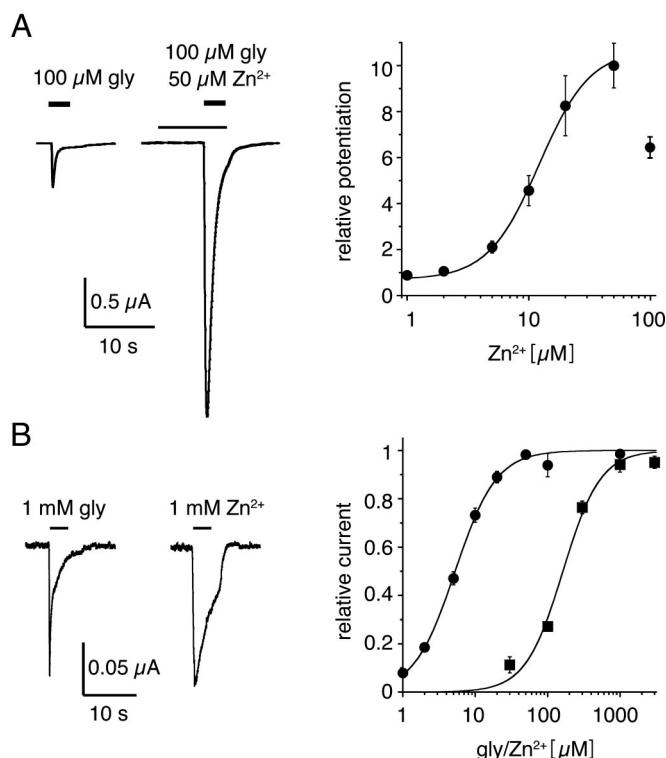 A
100 µM gly
100 µM gly
50 µM Zn²⁺
0.5 µA
10 s
relative potentiation
10
8
6
4
2
0
1
10
100
Zn²⁺ [µM]
B
1 mM gly
1 mM Zn²⁺
0.05 µA
10 s
relative current
1
0.8
0.6
0.4
0.2
0
1
10
100
1000
gly/Zn²⁺ [µM]